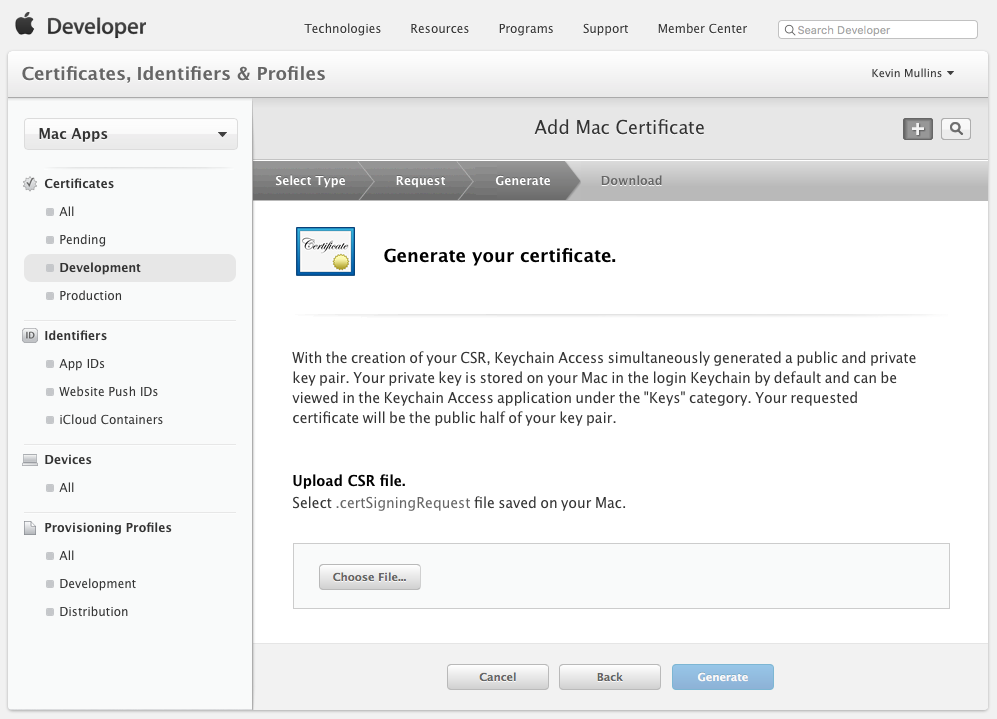 Developer
Technologies Resources Programs Support Member Center
Search Developer
Certificates, Identifiers & Profiles
Kevin Mullins
Mac Apps
Certificates
All
Pending
Development
Production
ID Identifiers
App IDs
Website Push IDs
iCloud Containers
Devices
All
Provisioning Profiles
All
Development
Distribution
Add Mac Certificate
Select Type Request Generate Download
Certificate
Generate your certificate.
With the creation of your CSR, Keychain Access simultaneously generated a public and private
key pair. Your private key is stored on your Mac in the login Keychain by default and can be
viewed in the Keychain Access application under the "Keys" category. Your requested
certificate will be the public half of your key pair.
Upload CSR file.
Select .certSigningRequest file saved on your Mac.
Choose File...
Cancel Back Generate